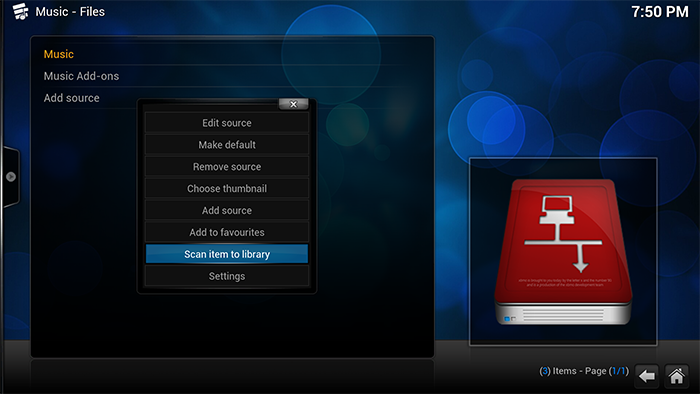 Music - Files
7:50 PM
Music
Music Add-ons
Add source
Edit source
Make default
Remove source
Choose thumbnail
Add source
Add to favourites
Scan item to library
Settings
(3) Items - Page (1/1)